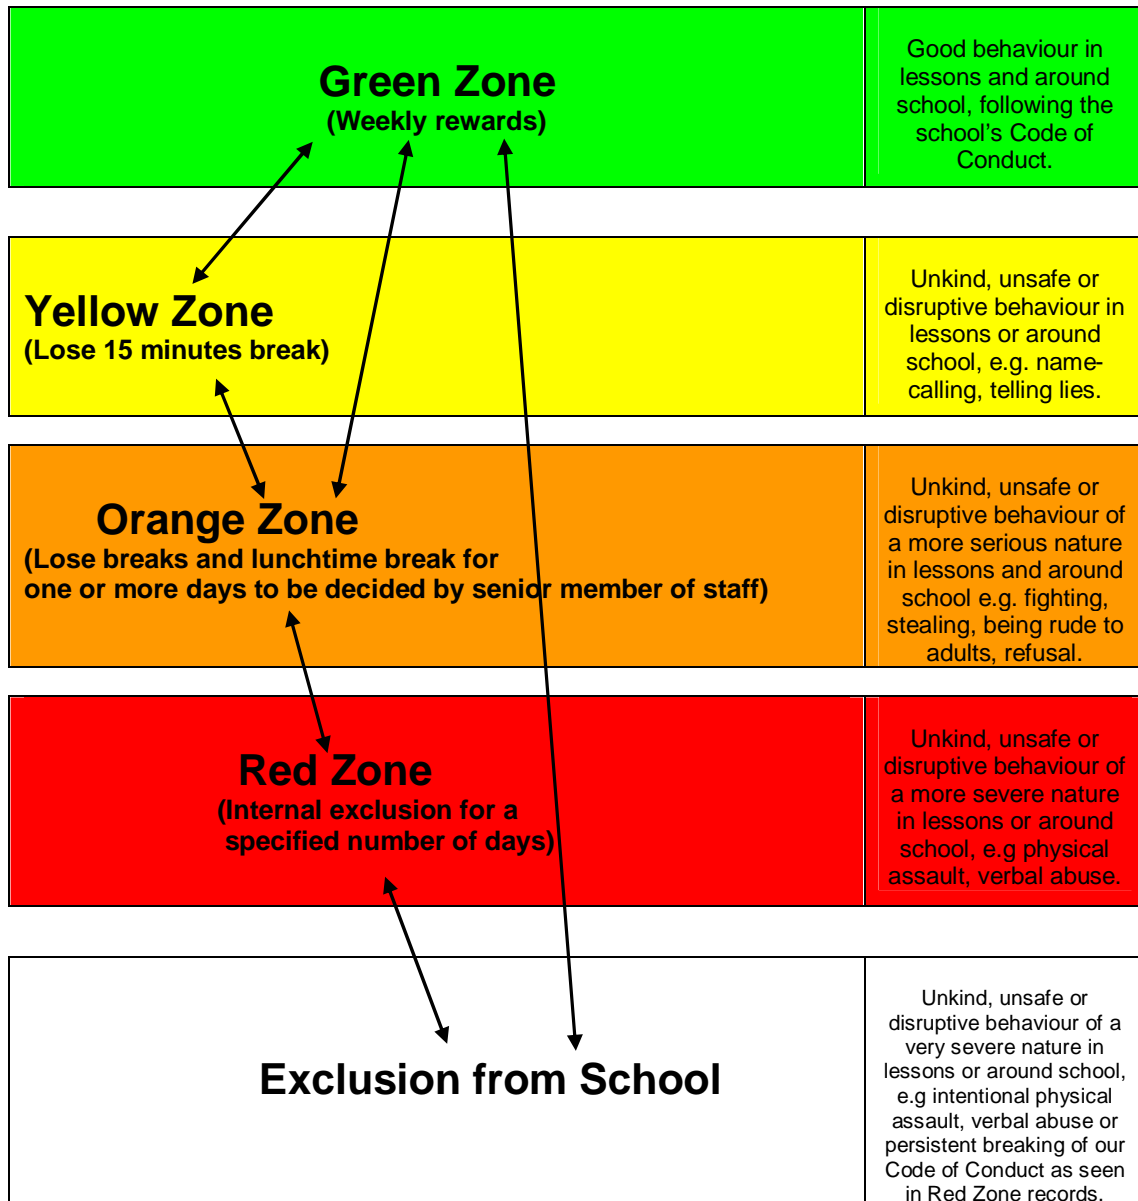 Green Zone
(Weekly rewards)
Good behaviour in
lessons and around
school, following the
school's Code of
Conduct.
Yellow Zone
(Lose 15 minutes break)
Unkind, unsafe or
disruptive behaviour in
lessons or around
school, e.g. name-
calling, telling lies.
Orange Zone
(Lose breaks and lunchtime break for
one or more days to be decided by senior member of staff)
Unkind, unsafe or
disruptive behaviour of
a more serious nature
in lessons and around
school e.g. fighting,
stealing, being rude to
adults, refusal.
Red Zone
(Internal exclusion for a
specified number of days)
Unkind, unsafe or
disruptive behaviour of
a more severe nature
in lessons or around
school, e.g physical
assault, verbal abuse.
Exclusion from School
Unkind, unsafe or
disruptive behaviour of a
very severe nature in
lessons or around school,
e.g intentional physical
assault, verbal abuse or
persistent breaking of our
Code of Conduct as seen
in Red Zone records.